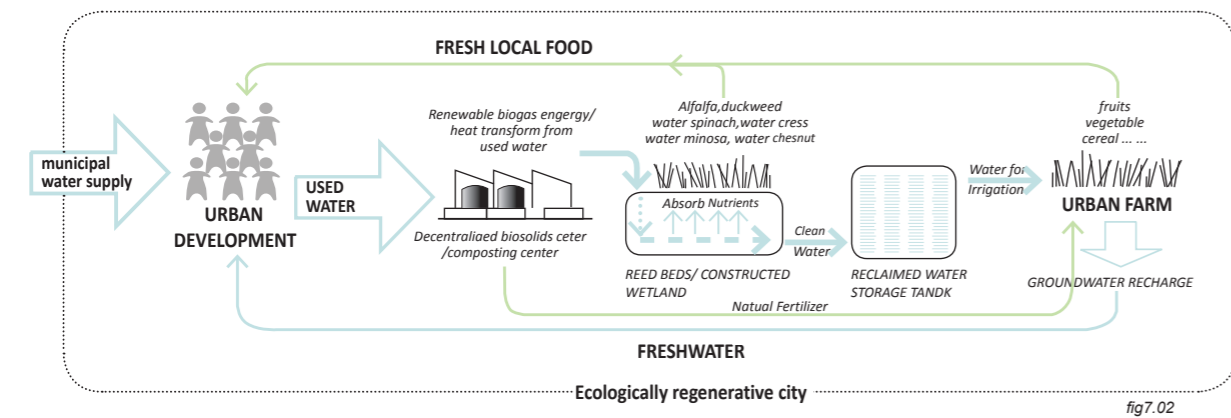 FRESH LOCAL FOOD
municipal
water supply
URBAN
DEVELOPMENT
USED
WATER
Renewable biogas engergy/
heat transform from
used water
Decentraliaed biosolids ceter
/composting center
Alfalfa,duckweed
water spinach,water cress
water minosa, water chesnut
Absorb Nutrients
REED BEDS/ CONSTRUCTED
WETLAND
Clean
Water
RECLAIMED WATER
STORAGE TANDK
Water for
Irrigation
fruits
vegetable
cereal ... ...
URBAN FARM
GROUNDWATER RECHARGE
Natual Fertilizer
FRESHWATER
Ecologically regenerative city
fig7.02